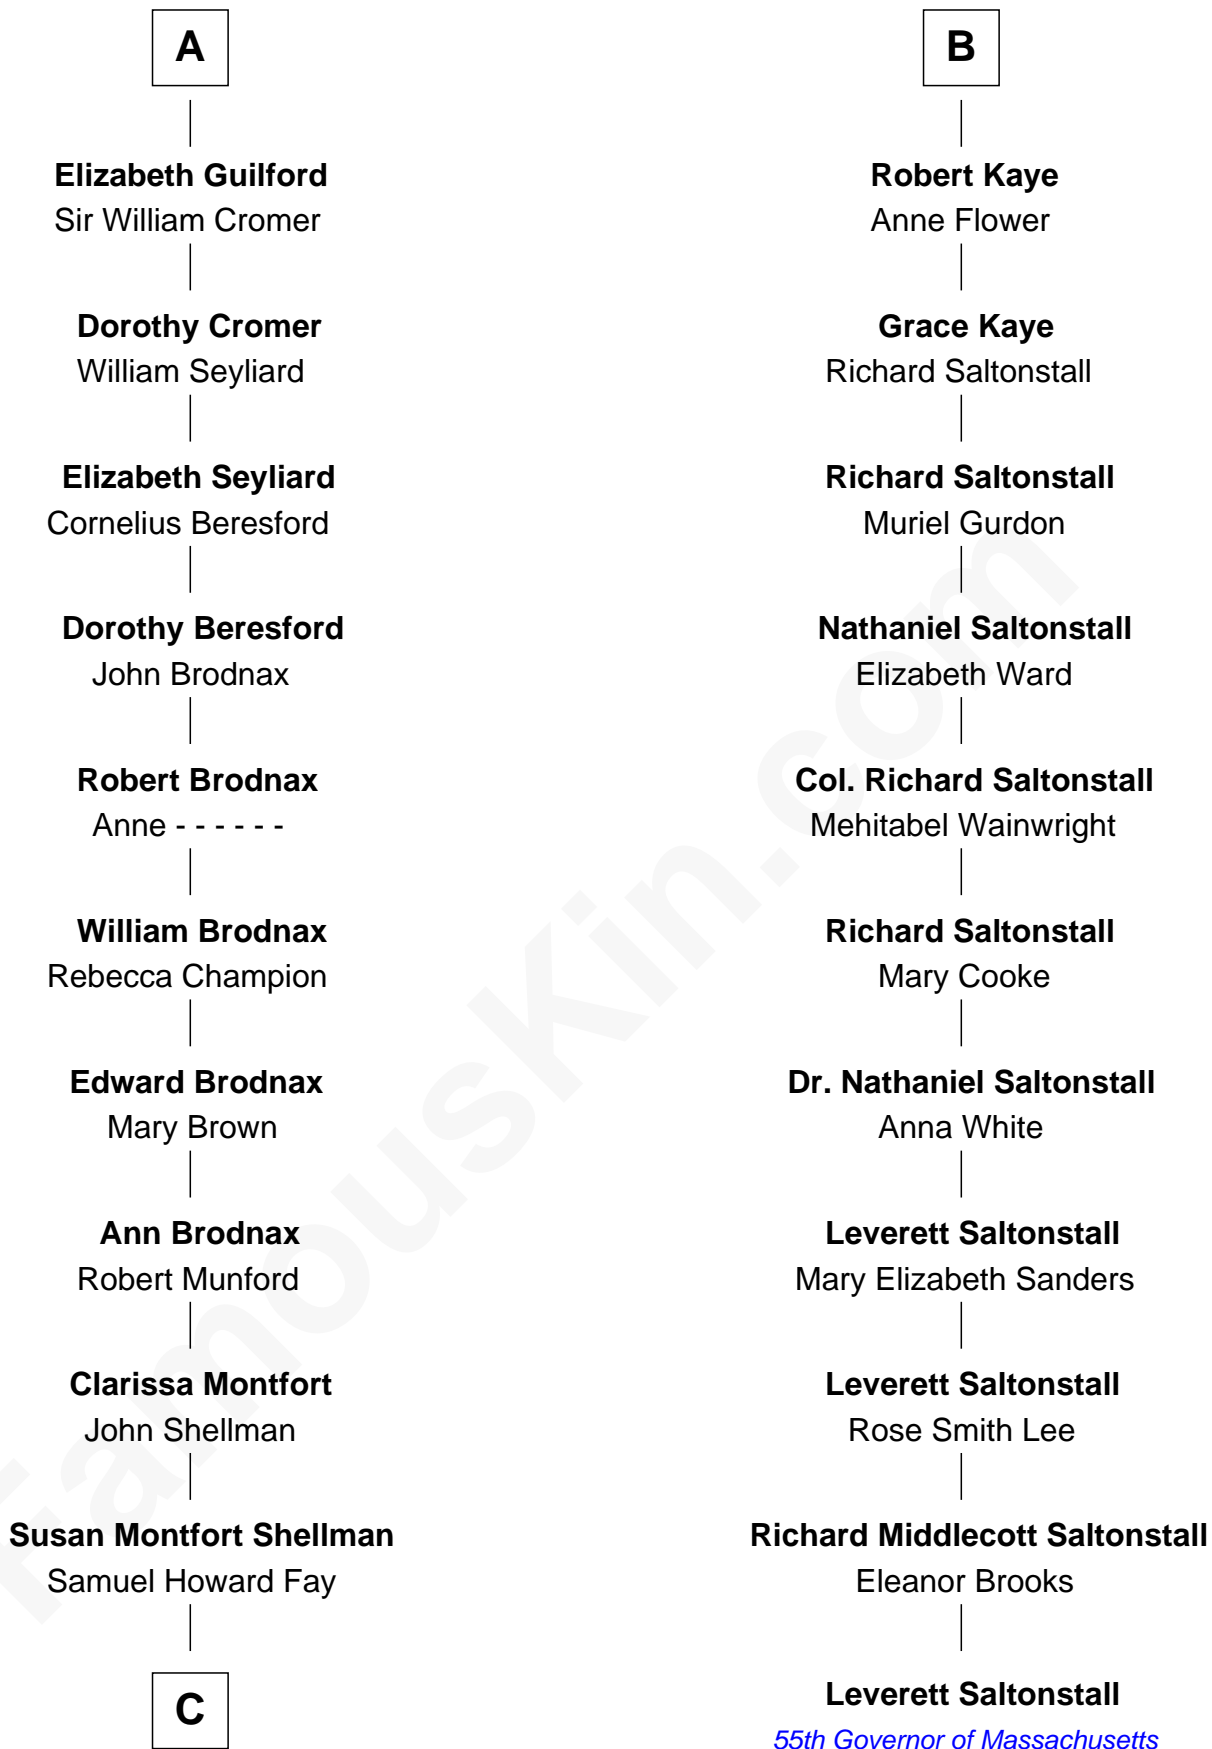 A
Elizabeth Guilford
Sir William Cromer
Dorothy Cromer
William Seyliard
Elizabeth Seyliard
Cornelius Beresford
Dorothy Beresford
John Brodnax
Robert Brodnax
Anne - - - - - -
William Brodnax
Rebecca Champion
Edward Brodnax
Mary Brown
Ann Brodnax
Robert Munford
Clarissa Montfort
John Shellman
Susan Montfort Shellman
Samuel Howard Fay
C
B
Robert Kaye
Anne Flower
Grace Kaye
Richard Saltonstall
Richard Saltonstall
Muriel Gurdon
Nathaniel Saltonstall
Elizabeth Ward
Col. Richard Saltonstall
Mehitabel Wainwright
Richard Saltonstall
Mary Cooke
Dr. Nathaniel Saltonstall
Anna White
Leverett Saltonstall
Mary Elizabeth Sanders
Leverett Saltonstall
Rose Smith Lee
Richard Middlecott Saltonstall
Eleanor Brooks
Leverett Saltonstall
55th Governor of Massachusetts
FamousKin.com